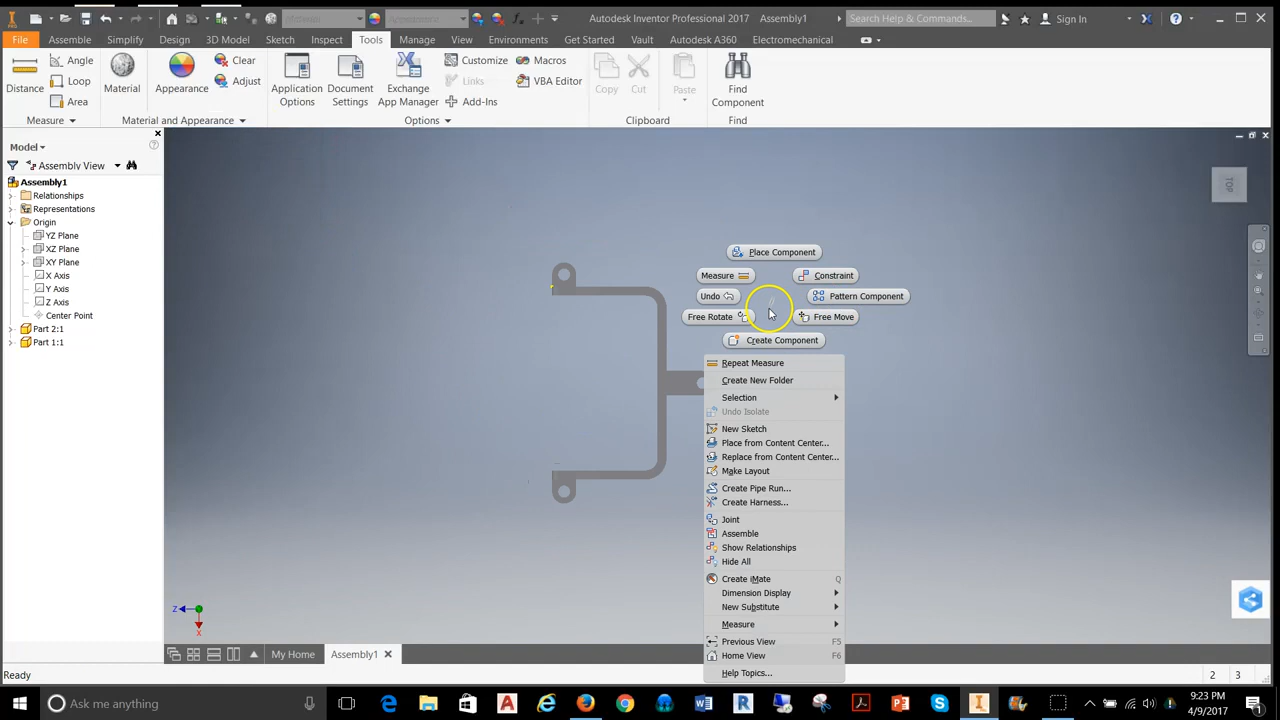 Material
Appearance
Autodesk Inventor Professional 2017 Assembly1
Search Help & Commands...
Sign In
File Assemble Simplify Design 3D Model Sketch Inspect Tools Manage View Environments Get Started Vault Autodesk A360 Electromechanical
Distance
Angle
Loop
Area
Material
Appearance
Clear
Adjust
Application Options
Document Settings
Exchange App Manager
Customize
Links
Add-Ins
Macros
VBA Editor
Copy
Cut
Paste
Find Component
Measure
Material and Appearance
Options
Clipboard
Find
Model
Assembly View
Assembly1
Relationships
Representations
Origin
YZ Plane
XZ Plane
XY Plane
X Axis
Y Axis
Z Axis
Center Point
Part 2:1
Part 1:1
TOP
Place Component
Measure
Constraint
Undo
Pattern Component
Free Rotate
Free Move
Create Component
Repeat Measure
Create New Folder
Selection
Undo Isolate
New Sketch
Place from Content Center...
Replace from Content Center...
Make Layout
Create Pipe Run...
Create Harness...
Joint
Assemble
Show Relationships
Hide All
Create iMate Q
Dimension Display
New Substitute
Measure
Previous View F5
Home View F6
Help Topics...
Z
X
My Home
Assembly1
Ready
2 3
Ask me anything
9:23 PM
4/9/2017